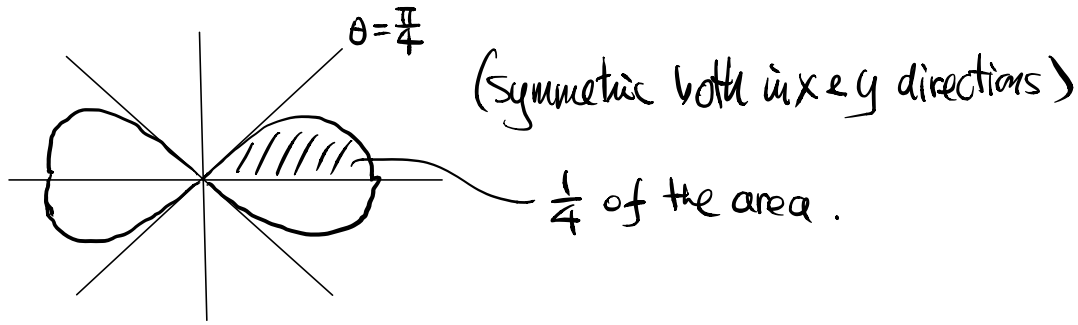 θ = π/4
(symmetric both in x & y directions)
1/4 of the area.